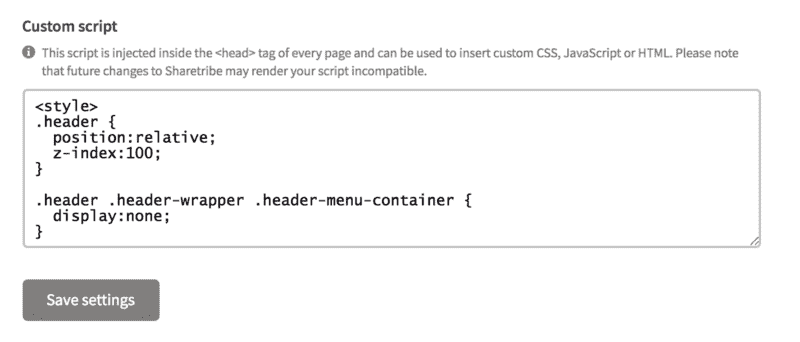 Custom script
This script is injected inside the <head> tag of every page and can be used to insert custom CSS, JavaScript or HTML. Please note
that future changes to Sharetribe may render your script incompatible.
<style>
.header {
  position:relative;
  z-index:100;
}
.header .header-wrapper .header-menu-container {
  display:none;
}
Save settings